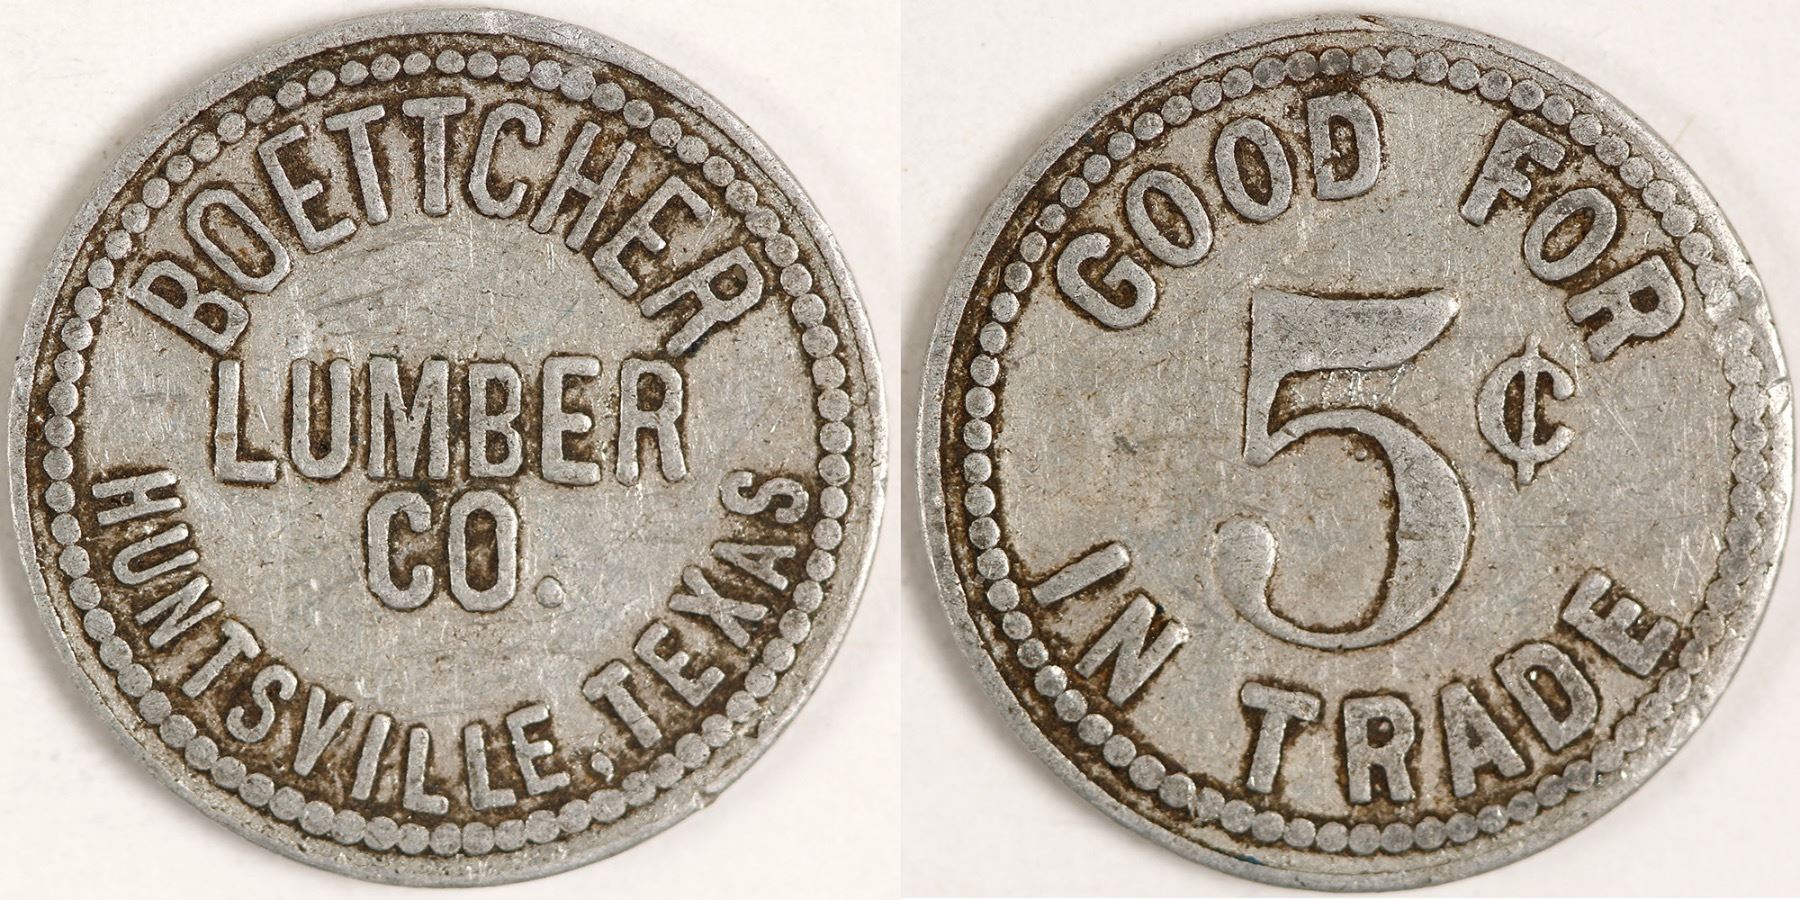 BOETTCHER
LUMBER
CO.
HUNTSVILLE, TEXAS
GOOD FOR
5¢
IN TRADE